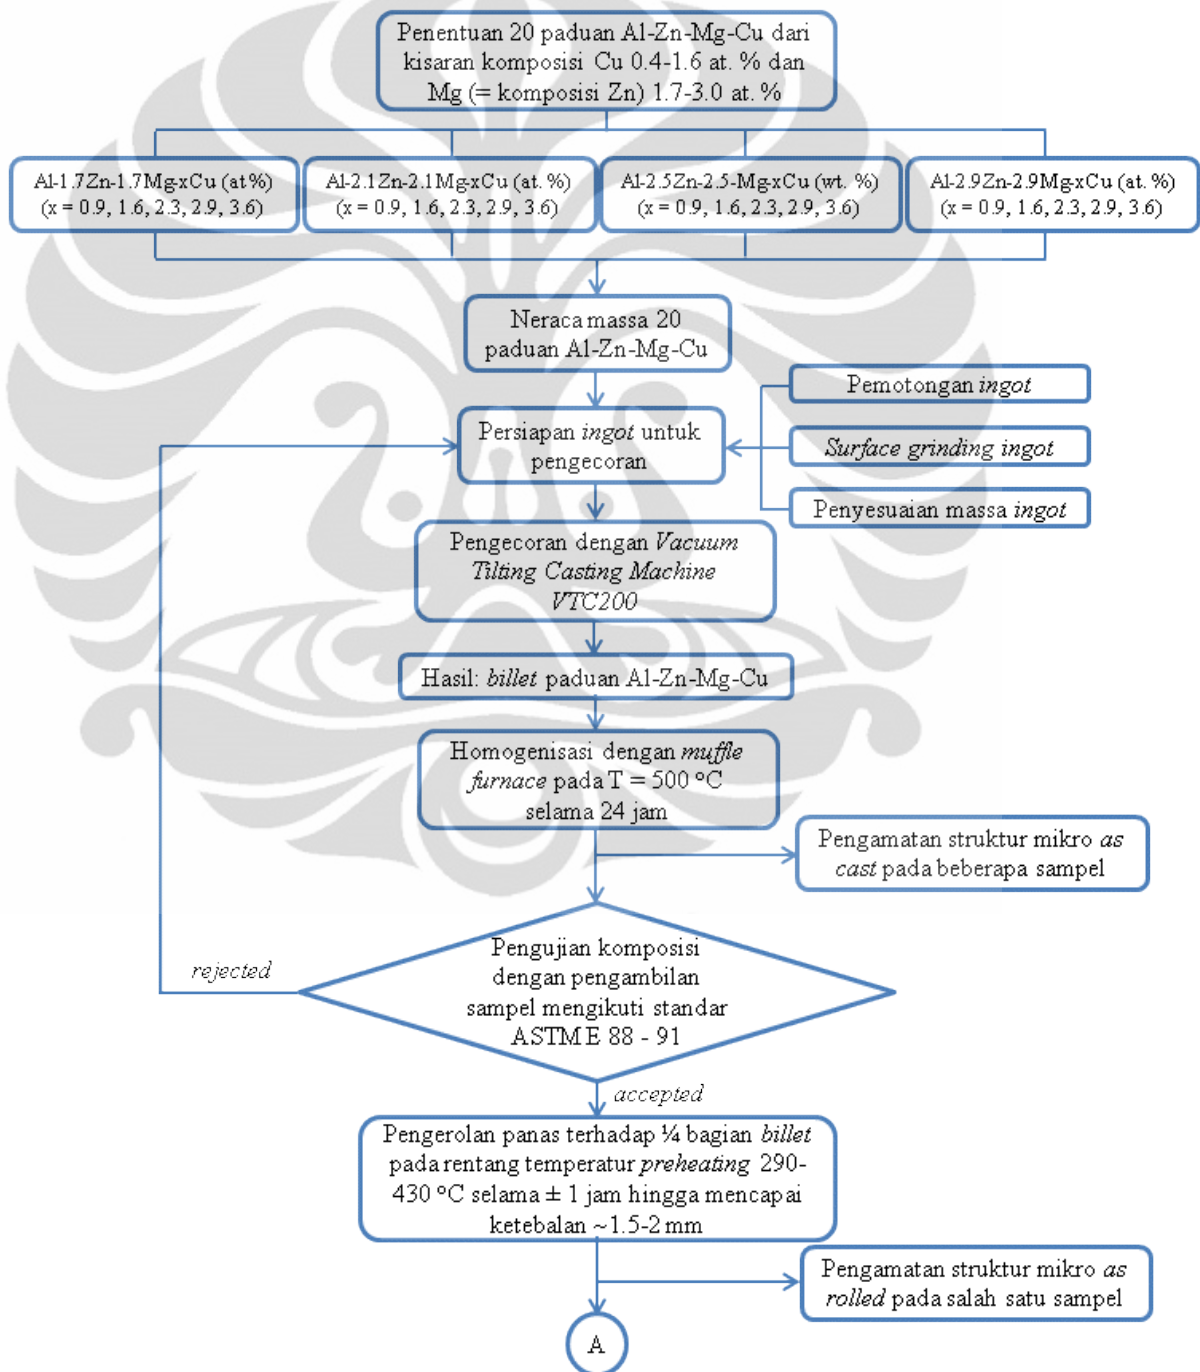 Penentuan 20 paduan Al-Zn-Mg-Cu dari
kisaran komposisi Cu 0.4-1.6 at. % dan
Mg (= komposisi Zn) 1.7-3.0 at. %
Al-1.7Zn-1.7Mg-xCu (at%)
(x = 0.9, 1.6, 2.3, 2.9, 3.6)
Al-2.1Zn-2.1Mg-xCu (at. %)
(x = 0.9, 1.6, 2.3, 2.9, 3.6)
Al-2.5Zn-2.5-Mg-xCu (wt. %)
(x = 0.9, 1.6, 2.3, 2.9, 3.6)
Al-2.9Zn-2.9Mg-xCu (at. %)
(x = 0.9, 1.6, 2.3, 2.9, 3.6)
Neraca massa 20
paduan Al-Zn-Mg-Cu
Persiapan ingot untuk
pengecoran
Pemotongan ingot
Surface grinding ingot
Penyesuaian massa ingot
Pengecoran dengan Vacuum
Tilting Casting Machine
VTC200
Hasil: billet paduan Al-Zn-Mg-Cu
Homogenisasi dengan muffle
furnace pada T = 500 °C
selama 24 jam
Pengamatan struktur mikro as
cast pada beberapa sampel
Pengujian komposisi
dengan pengambilan
sampel mengikuti standar
ASTM E 88 - 91
rejected
accepted
Pengerolan panas terhadap ¼ bagian billet
pada rentang temperatur preheating 290-
430 °C selama ± 1 jam hingga mencapai
ketebalan ~1.5-2 mm
Pengamatan struktur mikro as
rolled pada salah satu sampel
A